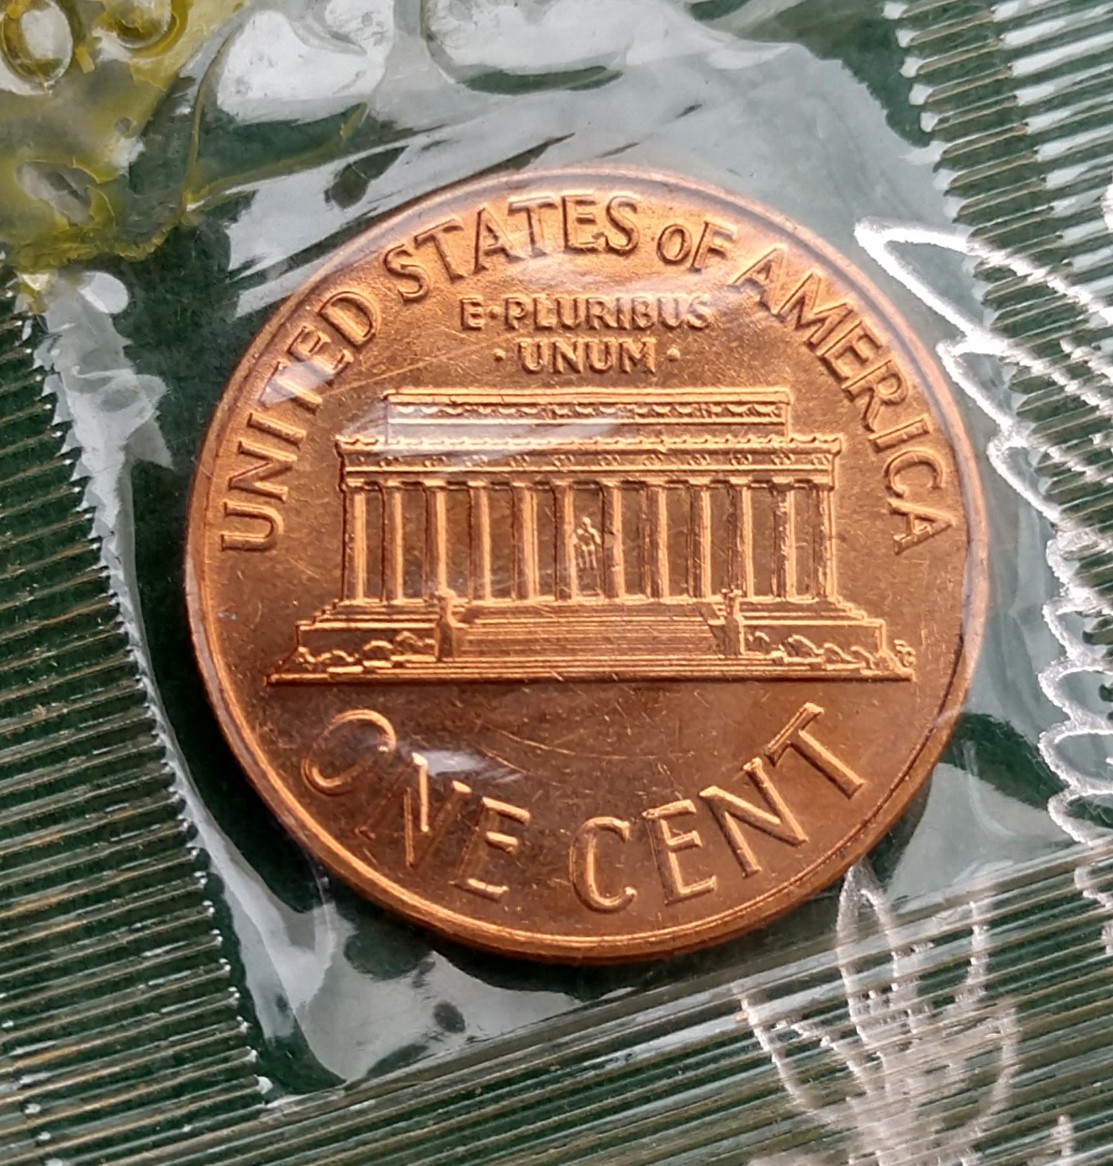 UNITED STATES OF AMERICA
E·PLURIBUS
·UNUM·
ONE CENT